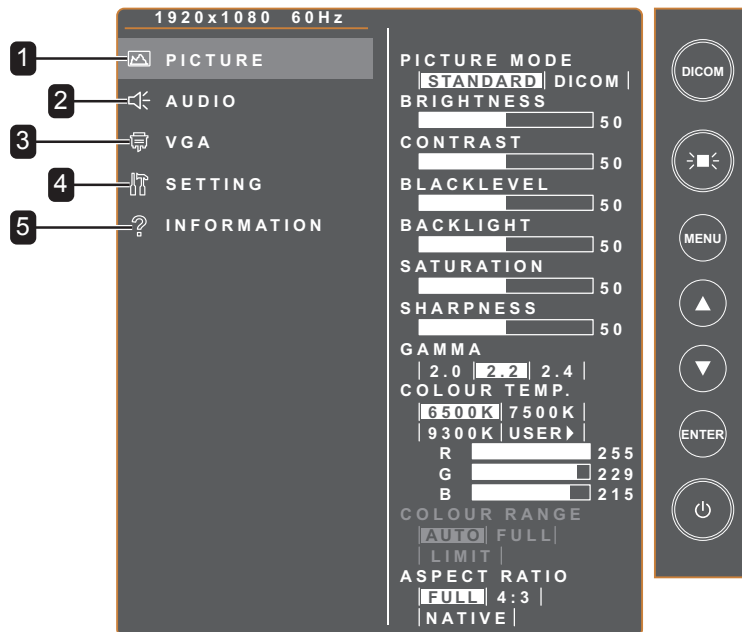 1920x1080 60Hz
1 PICTURE
2 AUDIO
3 VGA
4 SETTING
5 INFORMATION
PICTURE MODE
STANDARD DICOM
BRIGHTNESS
50
CONTRAST
50
BLACKLEVEL
50
BACKLIGHT
50
SATURATION
50
SHARPNESS
50
GAMMA
2.0 2.2 2.4
COLOUR TEMP.
6500K 7500K
9300K USER
R 255
G 229
B 215
COLOUR RANGE
AUTO FULL
LIMIT
ASPECT RATIO
FULL 4:3
NATIVE
DICOM
MENU
ENTER